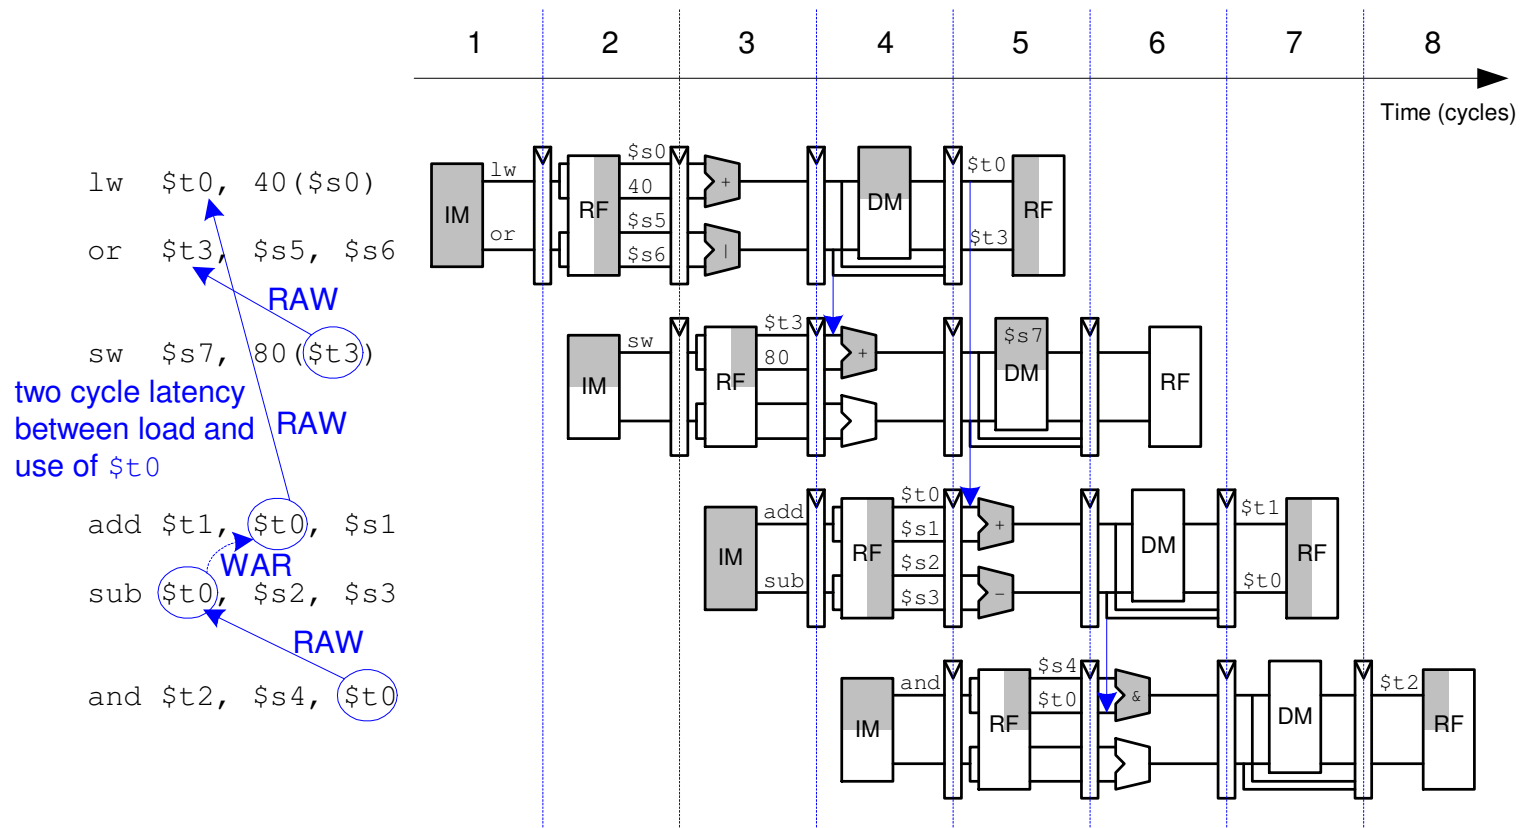 1 2 3 4 5 6 7 8
Time (cycles)
lw $t0, 40($s0)
or $t3, $s5, $s6
RAW
sw $s7, 80($t3)
two cycle latency
between load and
use of $t0
RAW
add $t1, $t0, $s1
WAR
sub $t0, $s2, $s3
RAW
and $t2, $s4, $t0
IM
lw
or
RF
$s0
40
$s5
$s6
+
|
DM
$t0
$t3
RF
IM
sw
RF
$t3
80
+
$s7
DM
RF
IM
add
sub
RF
$t0
$s1
$s2
$s3
+
-
DM
$t1
$t0
RF
IM
and
RF
$s4
$t0
&
DM
$t2
RF